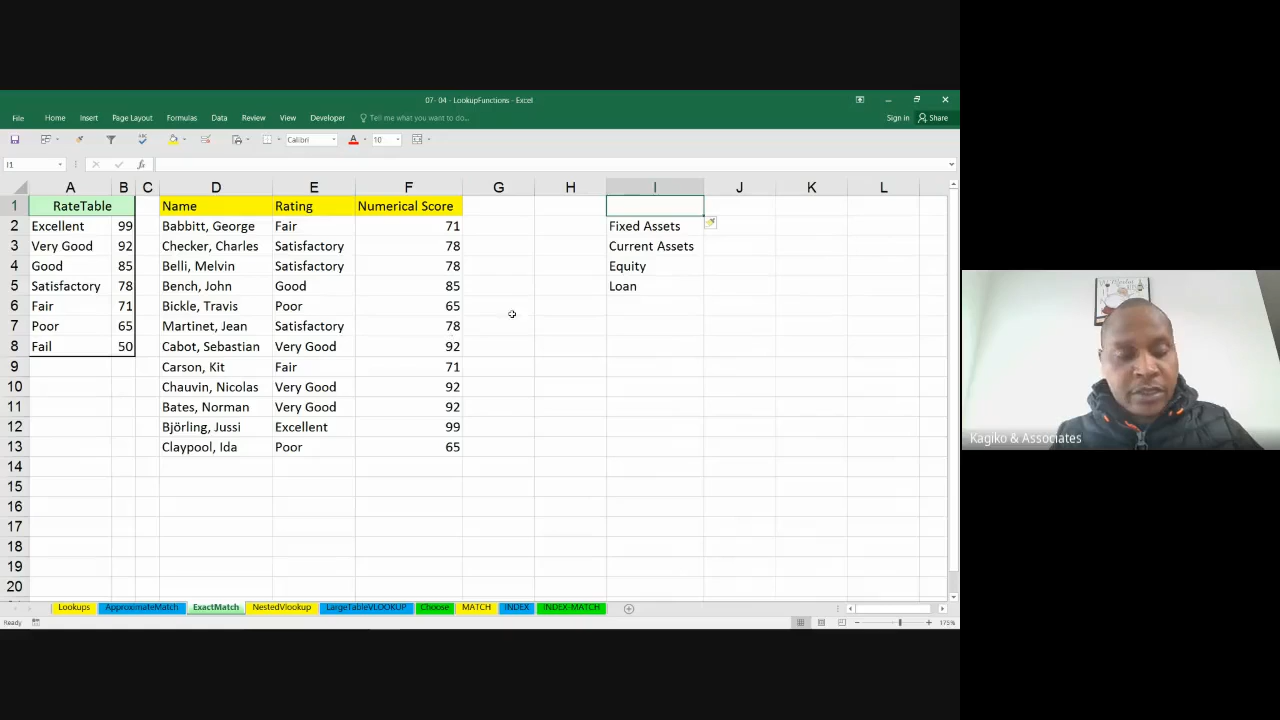 07- 04 - LookupFunctions - Excel
File Home Insert Page Layout Formulas Data Review View Developer Tell me what you want to do... Sign in Share
Calibri 10
I1
A B C D E F G H I J K L
1 RateTable Name Rating Numerical Score
2 Excellent 99 Babbitt, George Fair 71 Fixed Assets
3 Very Good 92 Checker, Charles Satisfactory 78 Current Assets
4 Good 85 Belli, Melvin Satisfactory 78 Equity
5 Satisfactory 78 Bench, John Good 85 Loan
6 Fair 71 Bickle, Travis Poor 65
7 Poor 65 Martinet, Jean Satisfactory 78
8 Fail 50 Cabot, Sebastian Very Good 92
9 Carson, Kit Fair 71
10 Chauvin, Nicolas Very Good 92
11 Bates, Norman Very Good 92
12 Björling, Jussi Excellent 99
13 Claypool, Ida Poor 65
14
15
16
17
18
19
20
Lookups ApproximateMatch ExactMatch NestedVlookup LargeTableVLOOKUP Choose MATCH INDEX INDEX-MATCH
Ready 175%
Kagiko & Associates